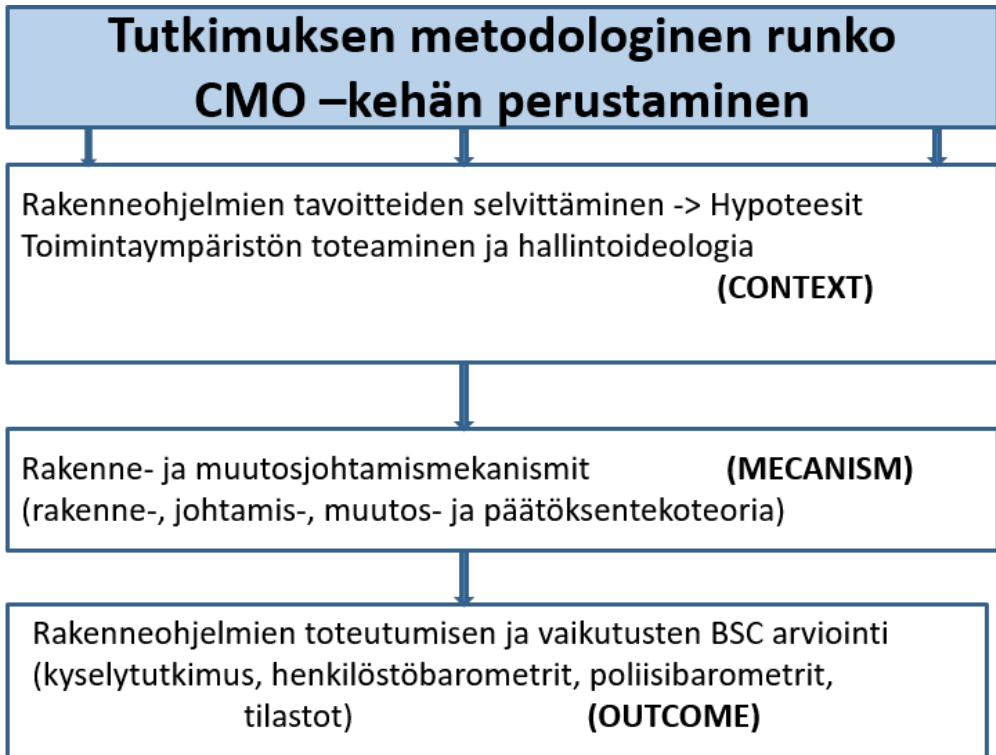 Tutkimuksen metodologinen runko
CMO –kehän perustaminen
Rakenneohjelmien tavoitteiden selvittäminen -> Hypoteesit
Toimintaympäristön toteaminen ja hallintoideologia
(CONTEXT)
Rakenne- ja muutosjohtamismekanismit (MECANISM)
(rakenne-, johtamis-, muutos- ja päätöksentekoteoria)
Rakenneohjelmien toteutumisen ja vaikutusten BSC arviointi
(kyselytutkimus, henkilöstöbarometrit, poliisibarometrit,
tilastot) (OUTCOME)